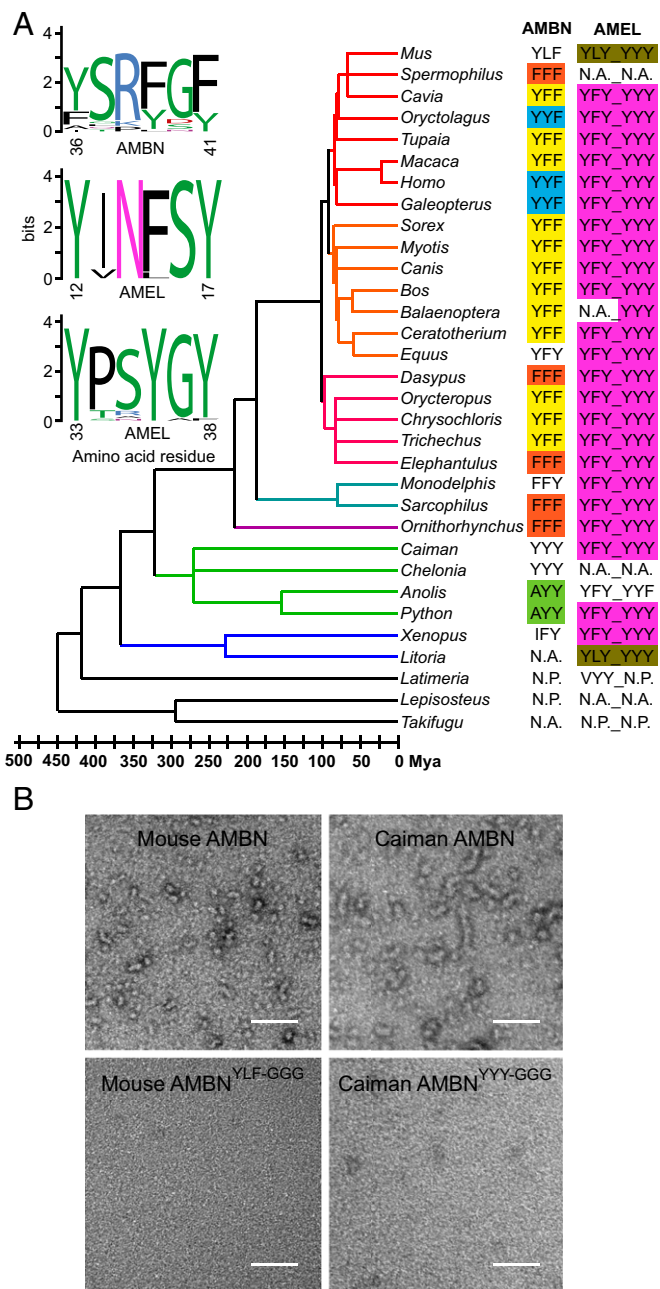 A
AMBN AMEL
4
2
0
YSRFGF
36 AMBN 41
bits
4
2
0
YINFSY
12 AMEL 17
4
2
0
YPSYGY
33 AMEL 38
Amino acid residue
Mus YLF YLY_YYY
Spermophilus FFF N.A._N.A.
Cavia YFF YFY_YYY
Oryctolagus YYF YFY_YYY
Tupaia YFF YFY_YYY
Macaca YFF YFY_YYY
Homo YYF YFY_YYY
Galeopterus YYF YFY_YYY
Sorex YFF YFY_YYY
Myotis YFF YFY_YYY
Canis YFF YFY_YYY
Bos YFF YFY_YYY
Balaenoptera YFF N.A._YYY
Ceratotherium YFF YFY_YYY
Equus YFY YFY_YYY
Dasypus FFF YFY_YYY
Orycteropus YFF YFY_YYY
Chrysochloris YFF YFY_YYY
Trichechus YFF YFY_YYY
Elephantulus FFF YFY_YYY
Monodelphis FFY YFY_YYY
Sarcophilus FFF YFY_YYY
Ornithorhynchus FFF YFY_YYY
Caiman YYY YFY_YYY
Chelonia YYY N.A._N.A.
Anolis AYY YFY_YYF
Python AYY YFY_YYY
Xenopus IFY YFY_YYY
Litoria N.A. YLY_YYY
Latimeria N.P. VYY_N.P.
Lepisosteus N.P. N.A._N.A.
Takifugu N.A. N.P._N.P.
500 450 400 350 300 250 200 150 100 50 0 Mya
B
Mouse AMBN Caiman AMBN
Mouse AMBN^YLF-GGG Caiman AMBN^YYY-GGG